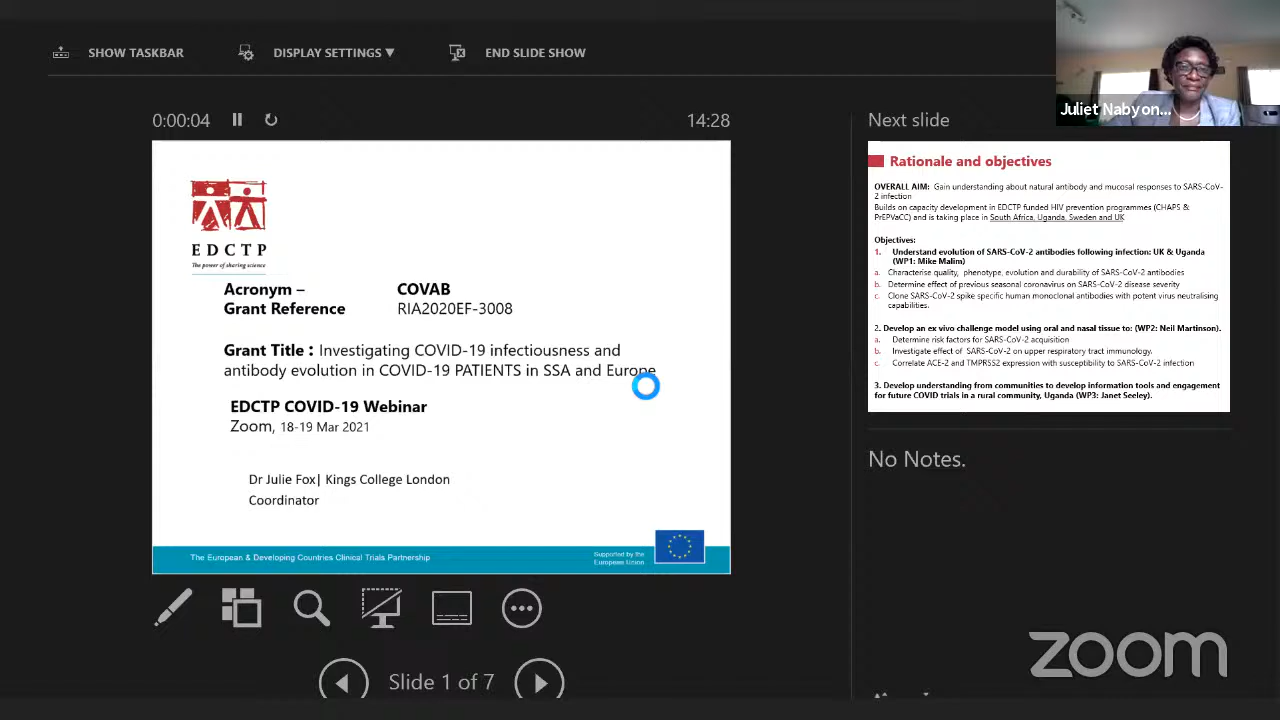 SHOW TASKBAR
DISPLAY SETTINGS ▼
END SLIDE SHOW
Juliet Nabyon...
0:00:04
14:28
EDCTP
The power of sharing science
Acronym – COVAB
Grant Reference RIA2020EF-3008
Grant Title : Investigating COVID-19 infectiousness and
antibody evolution in COVID-19 PATIENTS in SSA and Europe
EDCTP COVID-19 Webinar
Zoom, 18-19 Mar 2021
Dr Julie Fox| Kings College London
Coordinator
The European & Developing Countries Clinical Trials Partnership
Supported by the
European Union
Slide 1 of 7
Next slide
Rationale and objectives
OVERALL AIM: Gain understanding about natural antibody and mucosal responses to SARS-CoV-
2 infection
Builds on capacity development in EDCTP funded HIV prevention programmes (CHAPS &
PrEPVaCC) and is taking place in South Africa, Uganda, Sweden and UK
Objectives:
1. Understand evolution of SARS-CoV-2 antibodies following infection: UK & Uganda
(WP1: Mike Malim)
a. Characterise quality, phenotype, evolution and durability of SARS-CoV-2 antibodies
b. Determine effect of previous seasonal coronavirus on SARS-CoV-2 disease severity
c. Clone SARS-CoV-2 spike specific human monoclonal antibodies with potent virus neutralising
capabilities.
2. Develop an ex vivo challenge model using oral and nasal tissue to: (WP2: Neil Martinson).
a. Determine risk factors for SARS-CoV-2 acquisition
b. Investigate effect of SARS-CoV-2 on upper respiratory tract immunology.
c. Correlate ACE-2 and TMPRSS2 expression with susceptibility to SARS-CoV-2 infection
3. Develop understanding from communities to develop information tools and engagement
for future COVID trials in a rural community, Uganda (WP3: Janet Seeley).
No Notes.
zoom